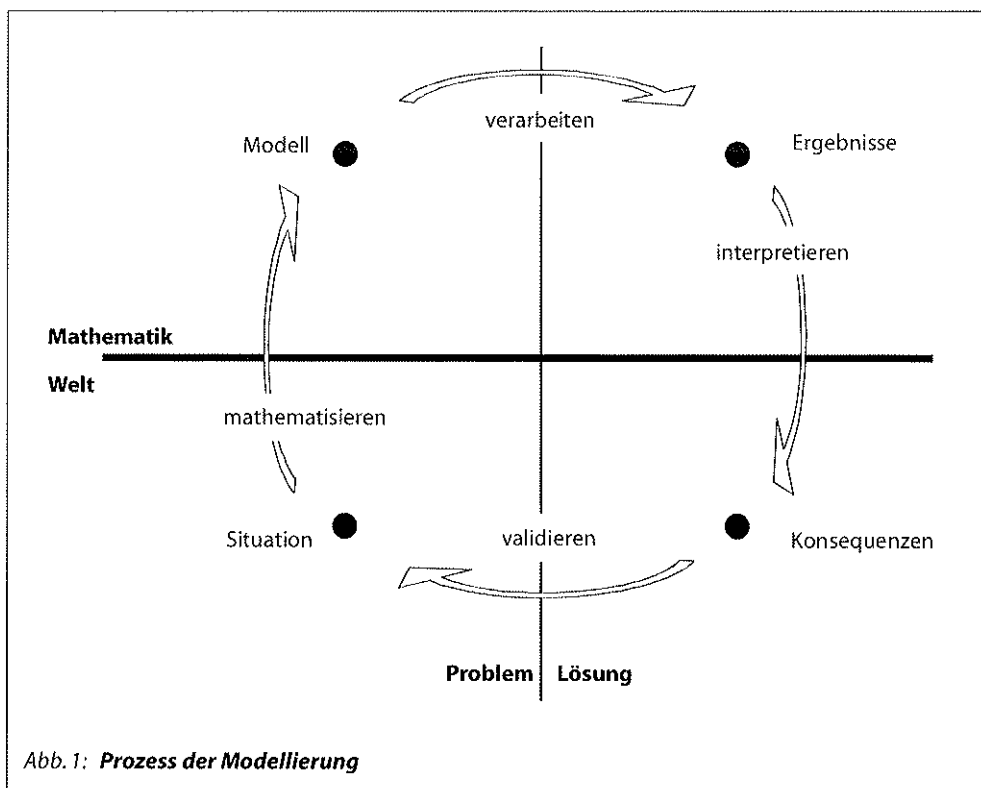 verarbeiten
Modell
Ergebnisse
interpretieren
Mathematik
Welt
mathematisieren
Situation
validieren
Konsequenzen
Problem Lösung
Abb. 1: Prozess der Modellierung